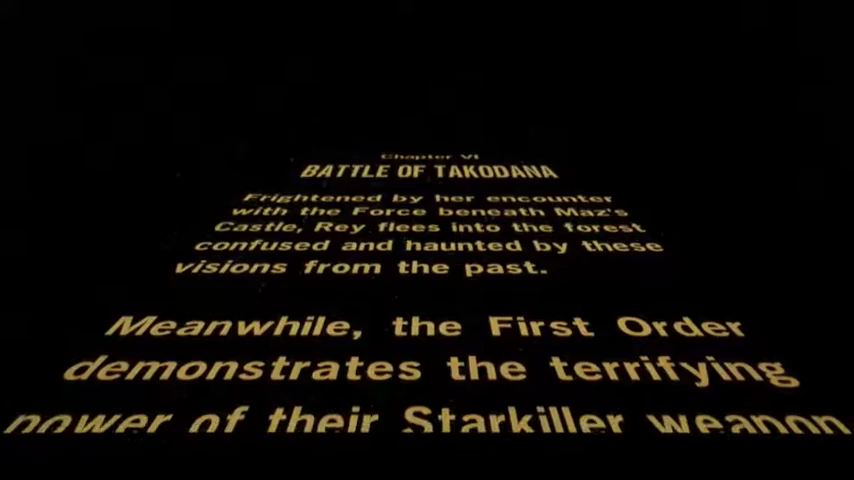 Chapter VI
BATTLE OF TAKODANA
Frightened by her encounter
with the Force beneath Maz's
Castle, Rey flees into the forest
confused and haunted by these
visions from the past.
Meanwhile, the First Order
demonstrates the terrifying
power of their Starkiller weapon